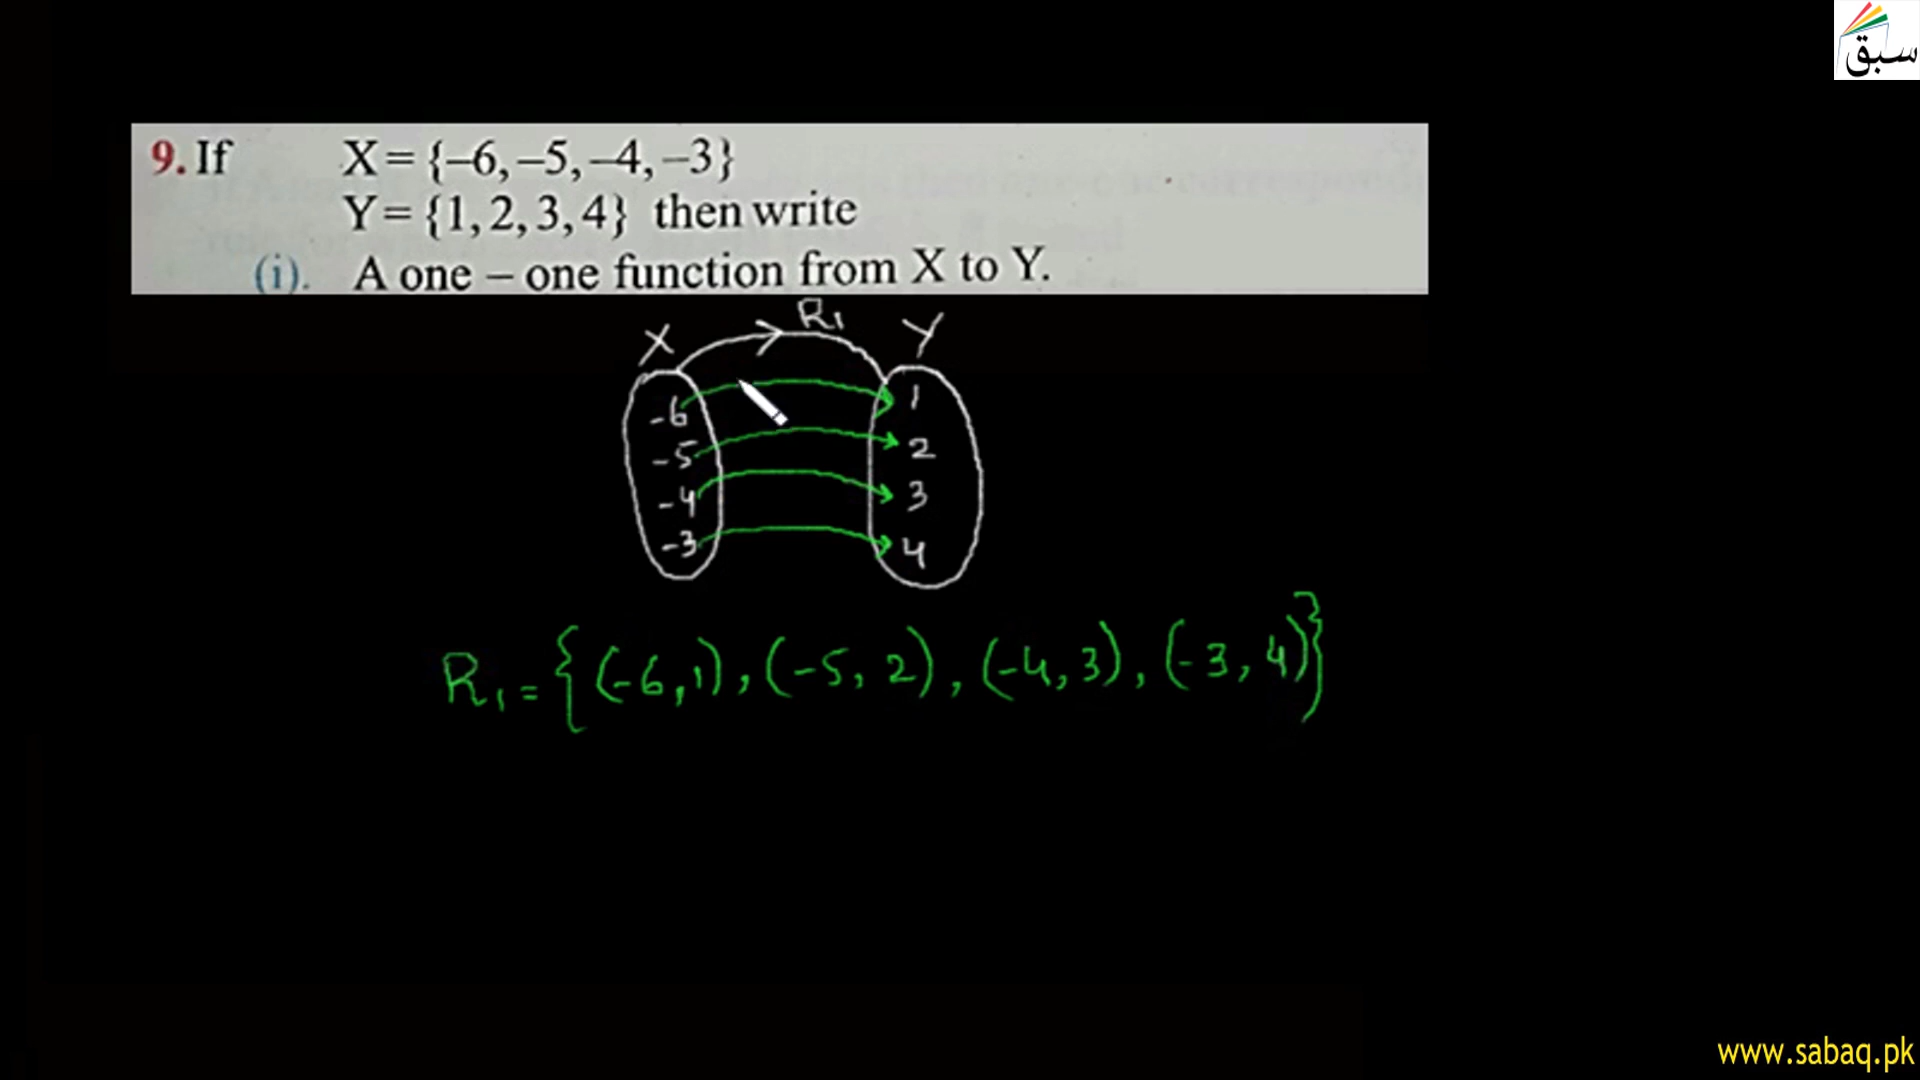 سبق
9. If X = {–6, –5, –4, –3}
Y = {1, 2, 3, 4} then write
(i). A one – one function from X to Y.
X R₁ Y
-6 1
-5 2
-4 3
-3 4
R₁ = {(-6,1), (-5, 2), (-4,3), (-3,4)}
www.sabaq.pk